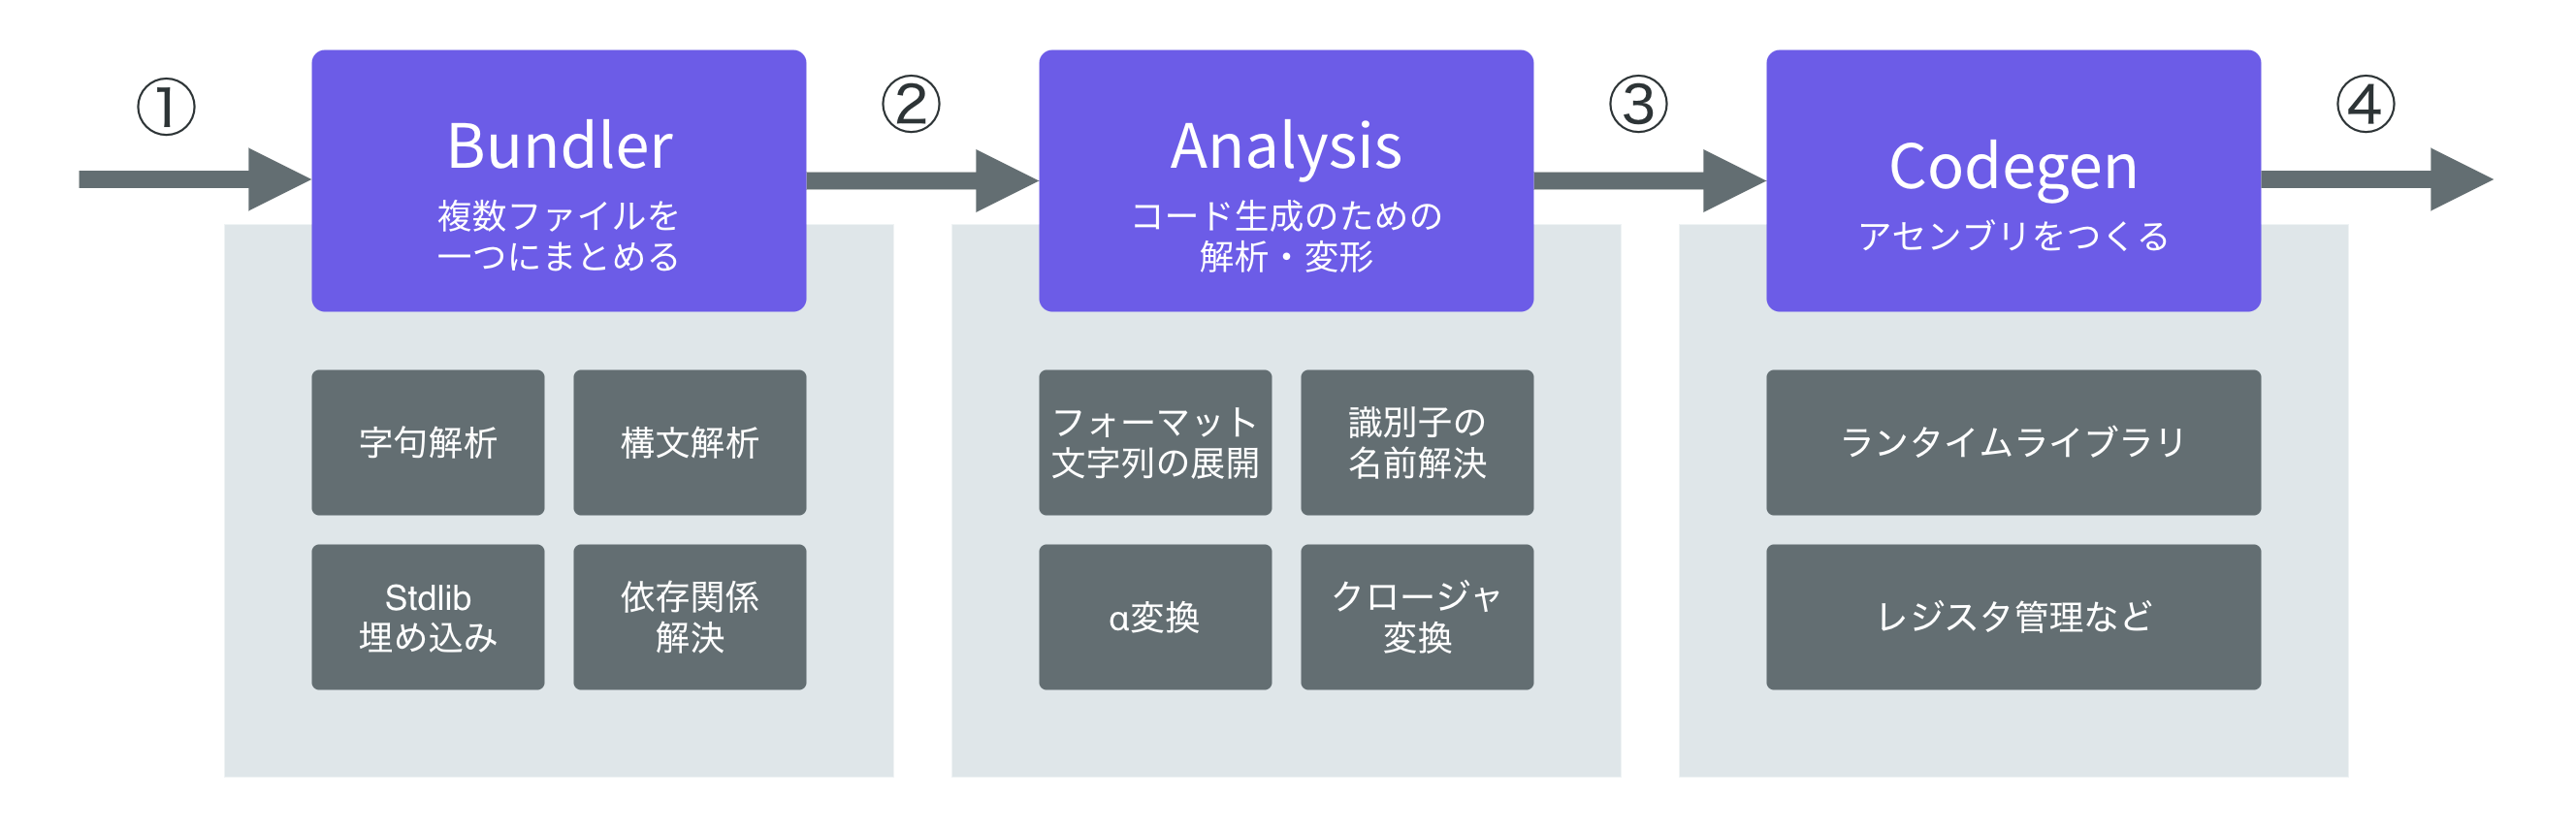 ①
Bundler
複数ファイルを
一つにまとめる
字句解析
構文解析
Stdlib
埋め込み
依存関係
解決
②
Analysis
コード生成のための
解析・変形
フォーマット
文字列の展開
識別子の
名前解決
α変換
クロージャ
変換
③
Codegen
アセンブリをつくる
ランタイムライブラリ
レジスタ管理など
④